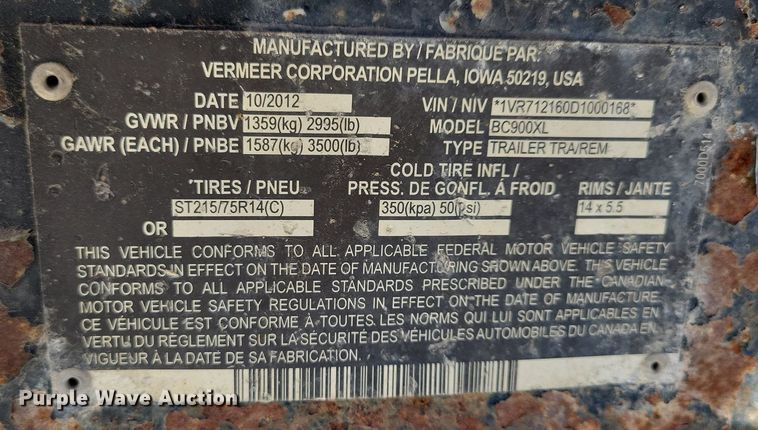 MANUFACTURED BY / FABRIQUE PAR:
VERMEER CORPORATION PELLA, IOWA 50219, USA
DATE 10/2012 VIN / NIV *1VR712160D1000168*
GVWR / PNBV 1359(kg) 2995(lb) MODEL BC900XL
GAWR (EACH) / PNBE 1587(kg) 3500(lb) TYPE TRAILER TRA/REM
COLD TIRE INFL /
TIRES / PNEU PRESS. DE GONFL. À FROID RIMS / JANTE
ST215/75R14(C) 350(kpa) 50(psi) 14 x 5.5
OR
THIS VEHICLE CONFORMS TO ALL APPLICABLE FEDERAL MOTOR VEHICLE SAFETY
STANDARDS IN EFFECT ON THE DATE OF MANUFACTURING SHOWN ABOVE. THIS VEHICLE
CONFORMS TO ALL APPLICABLE STANDARDS PRESCRIBED UNDER THE CANADIAN
MOTOR VEHICLE SAFETY REGULATIONS IN EFFECT ON THE DATE OF MANUFACTURE.
CE VÉHICULE EST CONFORME À TOUTES. LES NORMS QUI LUI SONT APPLICABLES EN
VERTU DU RÈGLEMENT SUR LA SÉCURITÉ DES VÉHICULES AUTOMOBILES DU CANADA EN
VIGUEUR À LA DATE DE SA FABRICATION.
Purple Wave Auction